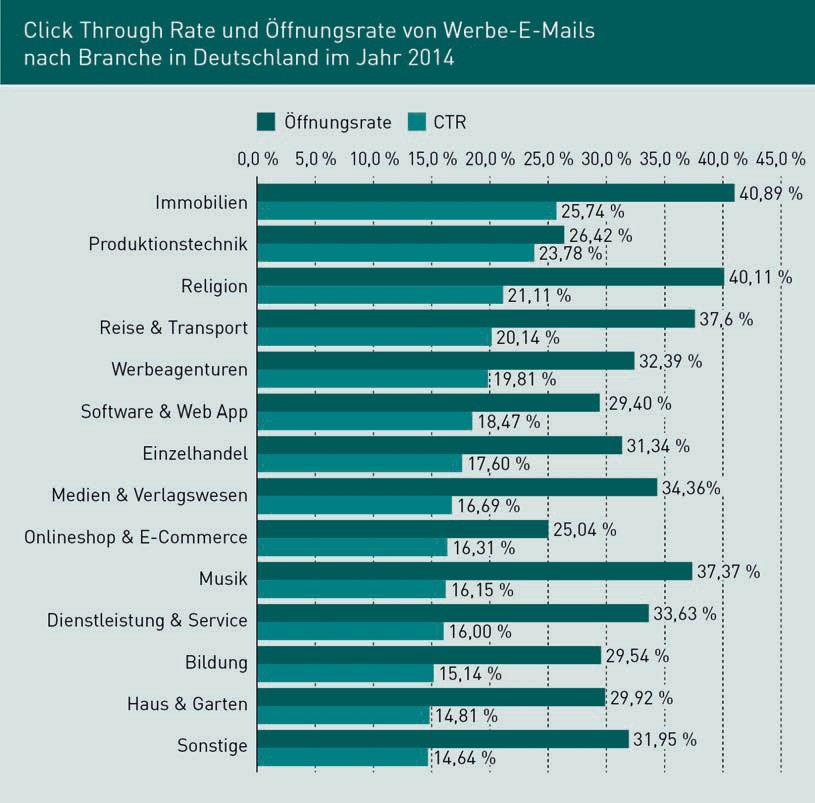 Click Through Rate und Öffnungsrate von Werbe-E-Mails
nach Branche in Deutschland im Jahr 2014
Öffnungsrate CTR
0,0 % 5,0 % 10,0 % 15,0 % 20,0 % 25,0 % 30,0 % 35,0 % 40,0 % 45,0 %
Immobilien
40,89 %
25,74 %
Produktionstechnik
26,42 %
23,78 %
Religion
40,11 %
21,11 %
Reise & Transport
37,6 %
20,14 %
Werbeagenturen
32,39 %
19,81 %
Software & Web App
29,40 %
18,47 %
Einzelhandel
31,34 %
17,60 %
Medien & Verlagswesen
34,36%
16,69 %
Onlineshop & E-Commerce
25,04 %
16,31 %
Musik
37,37 %
16,15 %
Dienstleistung & Service
33,63 %
16,00 %
Bildung
29,54 %
15,14 %
Haus & Garten
29,92 %
14,81 %
Sonstige
31,95 %
14,64 %